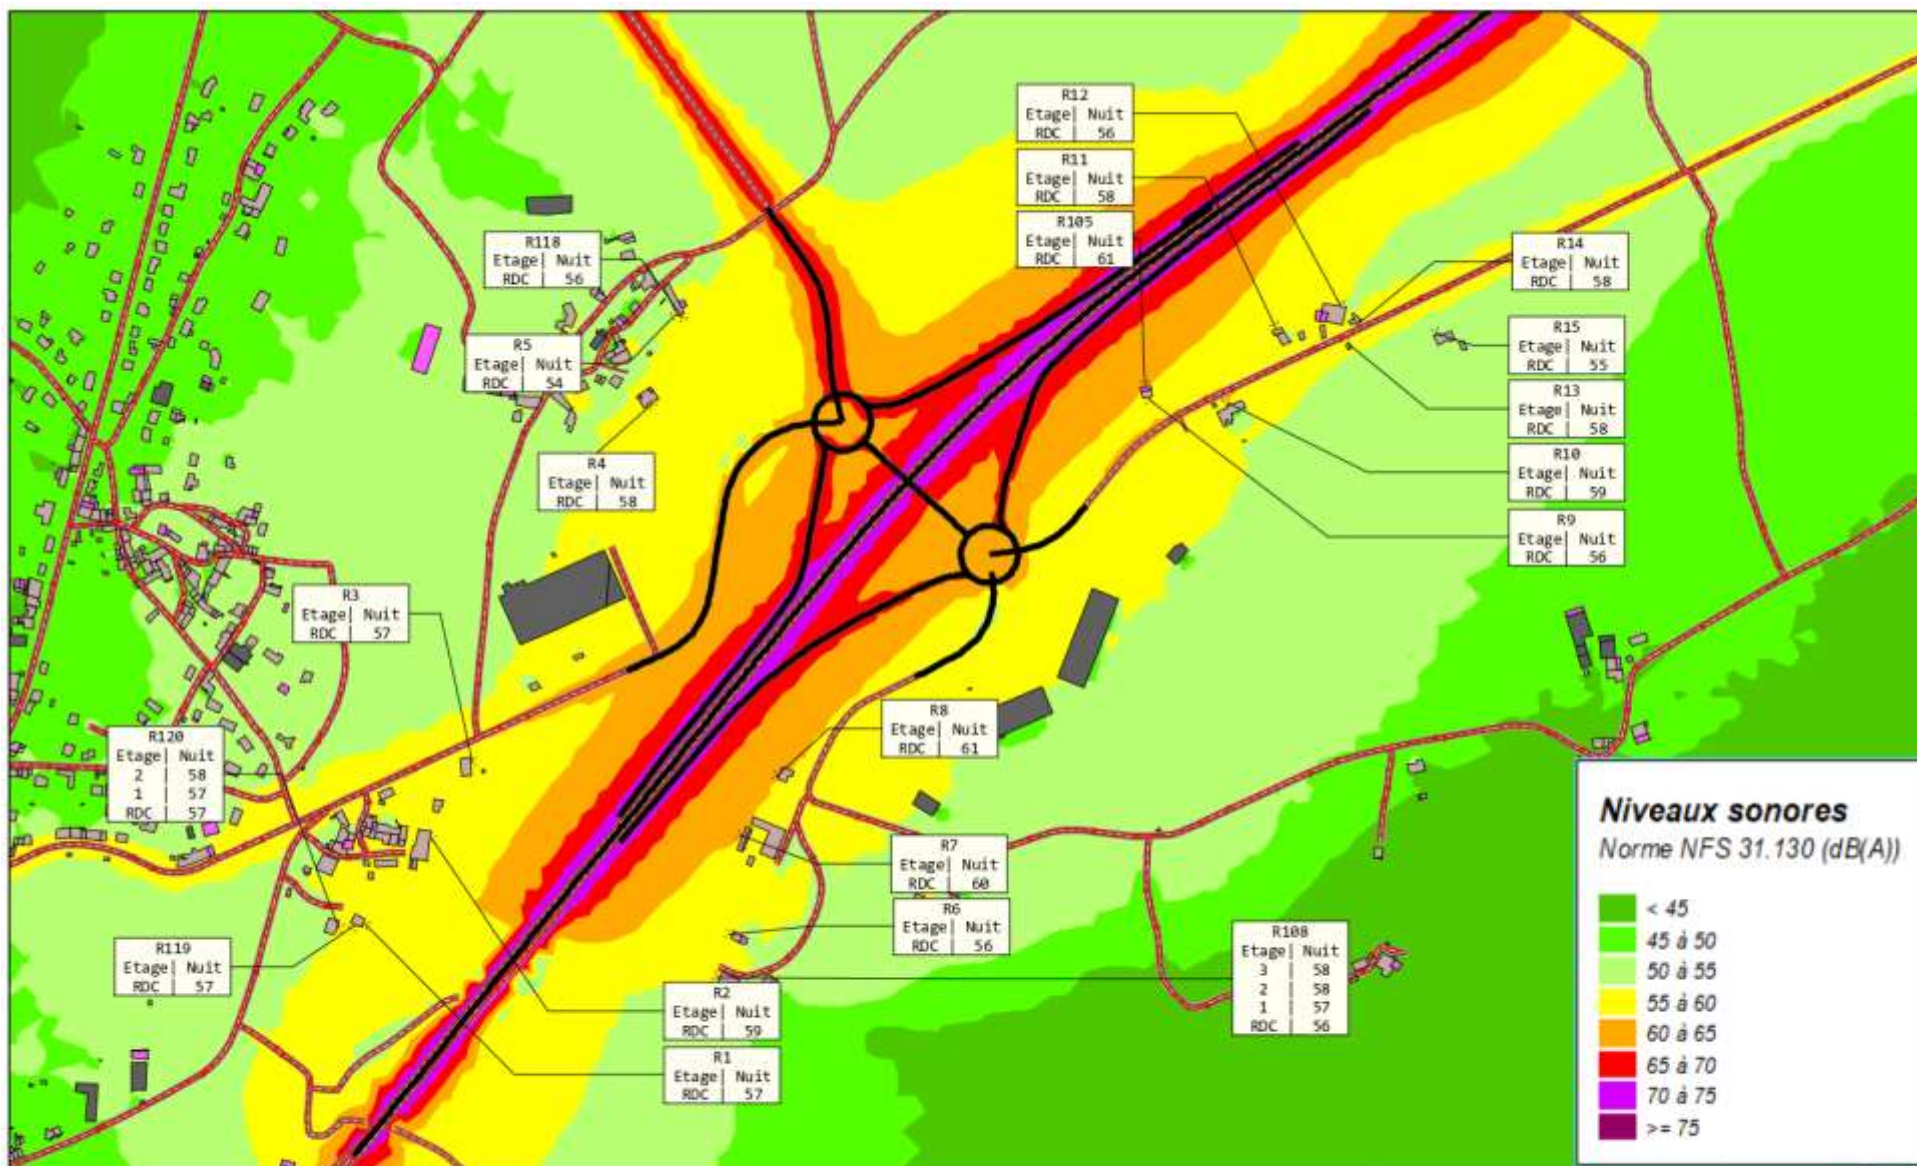 R12
Etage| Nuit
RDC | 56
R11
Etage| Nuit
RDC | 58
R105
Etage| Nuit
RDC | 61
R118
Etage| Nuit
RDC | 56
R14
Etage| Nuit
RDC | 58
R5
Etage| Nuit
RDC | 54
R15
Etage| Nuit
RDC | 55
R13
Etage| Nuit
RDC | 58
R4
Etage| Nuit
RDC | 58
R10
Etage| Nuit
RDC | 59
R9
Etage| Nuit
RDC | 56
R3
Etage| Nuit
RDC | 57
R8
Etage| Nuit
RDC | 61
R120
Etage| Nuit
2 | 58
1 | 57
RDC | 57
R7
Etage| Nuit
RDC | 60
R6
Etage| Nuit
RDC | 56
R119
Etage| Nuit
RDC | 57
R108
Etage| Nuit
3 | 58
2 | 58
1 | 57
RDC | 56
R2
Etage| Nuit
RDC | 59
R1
Etage| Nuit
RDC | 57
Niveaux sonores
Norme NFS 31.130 (dB(A))
< 45
45 à 50
50 à 55
55 à 60
60 à 65
65 à 70
70 à 75
>= 75